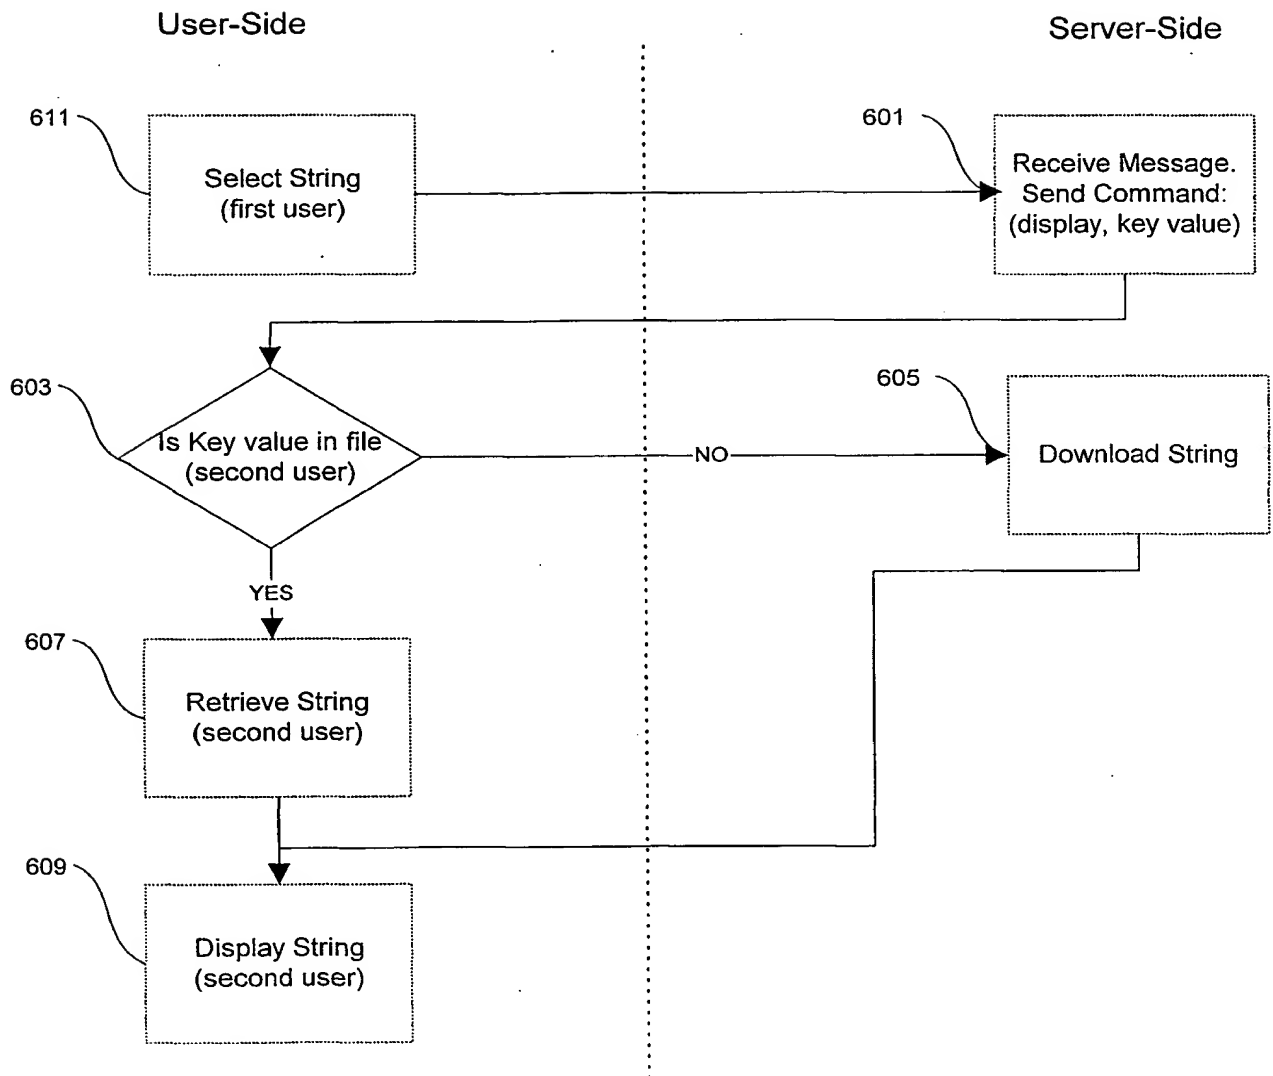 User-Side
Server-Side
611
Select String
(first user)
601
Receive Message.
Send Command:
(display, key value)
603
Is Key value in file
(second user)
NO
605
Download String
YES
607
Retrieve String
(second user)
609
Display String
(second user)